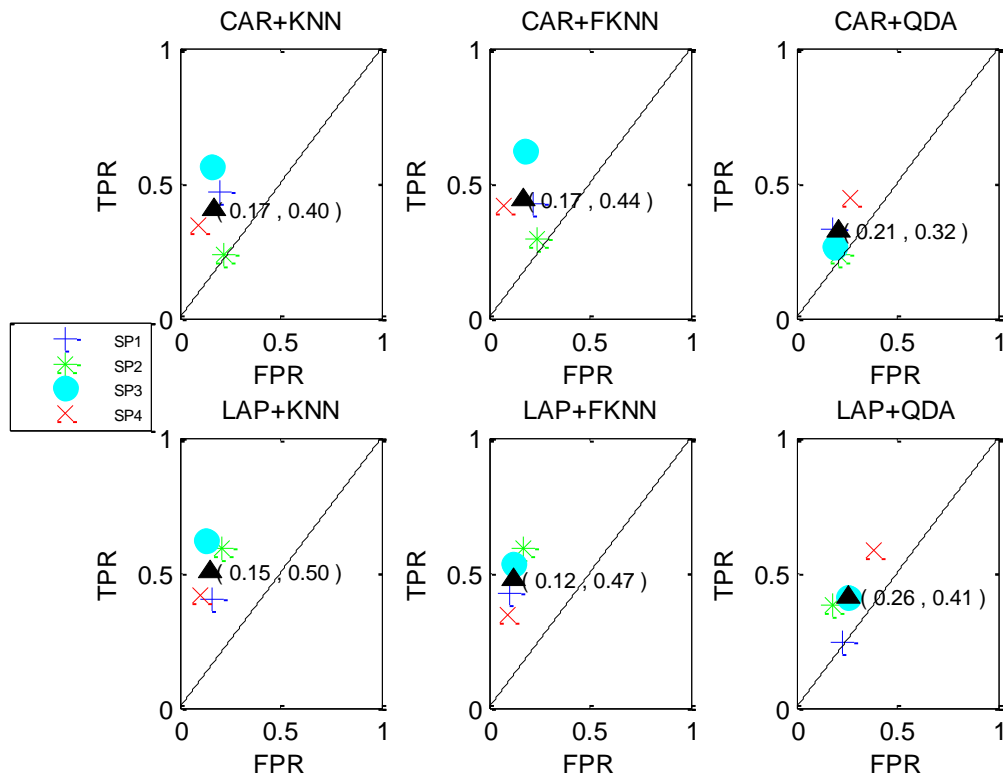 CAR+KNN CAR+FKNN CAR+QDA
1 1 1
TPR TPR TPR
0.5 0.5 0.5
( 0.17 , 0.40 ) ( 0.17 , 0.44 ) ( 0.21 , 0.32 )
0 0 0
0 0.5 1 0 0.5 1 0 0.5 1
FPR FPR FPR
SP1
SP2
SP3
SP4
LAP+KNN LAP+FKNN LAP+QDA
1 1 1
TPR TPR TPR
0.5 0.5 0.5
( 0.15 , 0.50 ) ( 0.12 , 0.47 ) ( 0.26 , 0.41 )
0 0 0
0 0.5 1 0 0.5 1 0 0.5 1
FPR FPR FPR